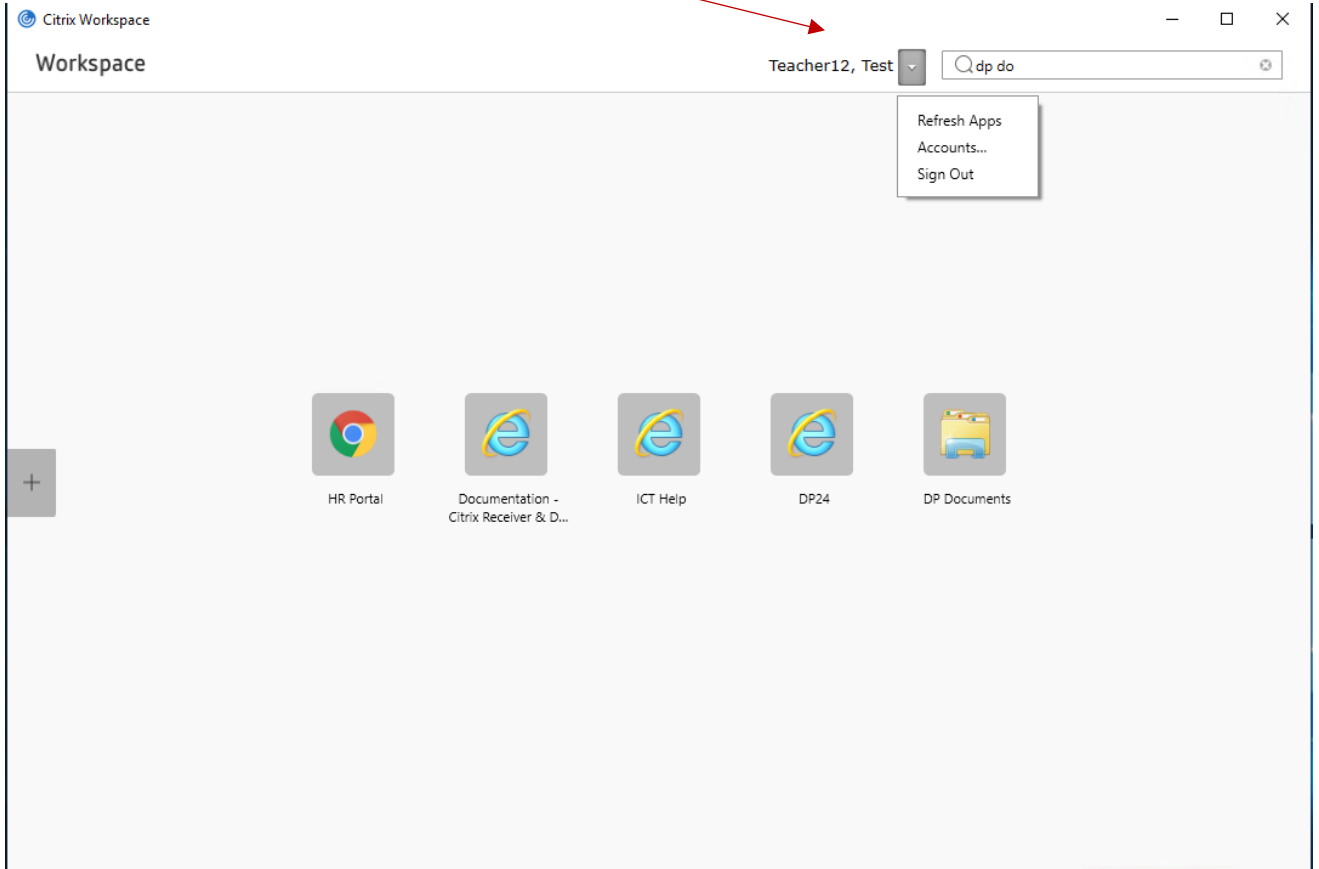 Citrix Workspace
Workspace
Teacher12, Test
dp do
Refresh Apps
Accounts...
Sign Out
HR Portal
Documentation -
Citrix Receiver & D...
ICT Help
DP24
DP Documents